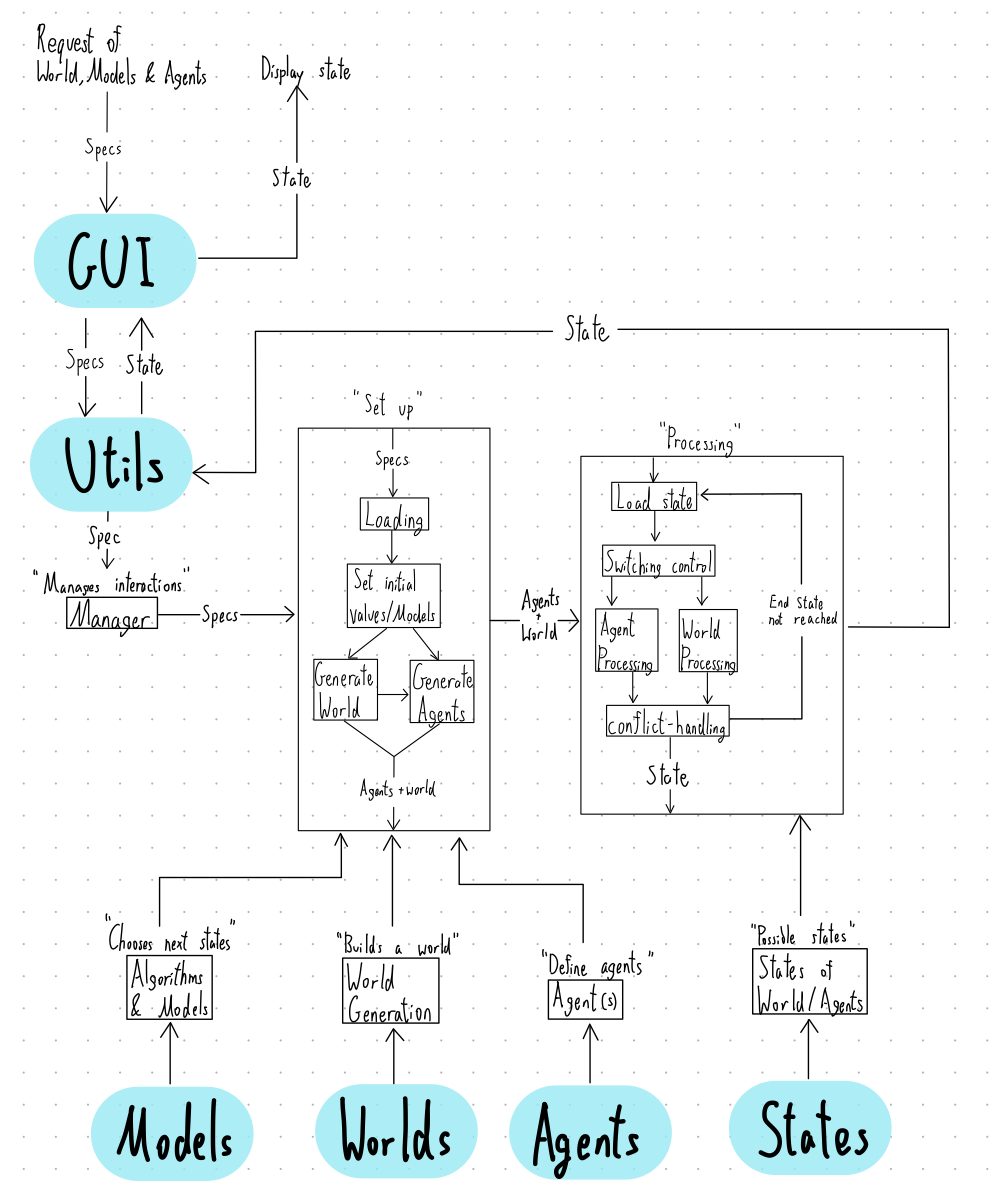 Request of
World, Models & Agents
Display state
Specs
State
GUI
Specs
State
State
Utils
"Set up"
"Processing"
Specs
Load state
Loading
Spec
Switching control
"Manages interactions"
Manager
Specs
Set initial
values/Models
Agents
+
World
Agent
Processing
World
Processing
End State
not reached
Generate
World
Generate
Agents
conflict-handling
State
Agents + world
"Chooses next states"
Algorithms
& Models
"Builds a world"
World
Generation
"Define agents"
Agent(s)
"Possible states"
States of
World/Agents
Models
Worlds
Agents
States